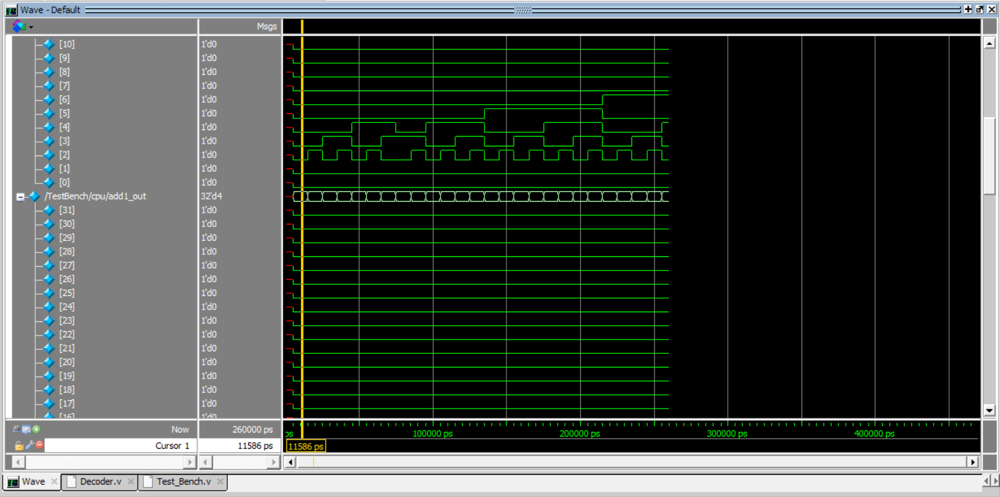 Wave - Default
Msgs
[10] 1'd0
[9] 1'd0
[8] 1'd0
[7] 1'd0
[6] 1'd0
[5] 1'd0
[4] 1'd0
[3] 1'd0
[2] 1'd0
[1] 1'd0
[0] 1'd0
/TestBench/cpu/add1_out 32'd4
[31] 1'd0
[30] 1'd0
[29] 1'd0
[28] 1'd0
[27] 1'd0
[26] 1'd0
[25] 1'd0
[24] 1'd0
[23] 1'd0
[22] 1'd0
[21] 1'd0
[20] 1'd0
[19] 1'd0
[18] 1'd0
[17] 1'd0
[16] 1'd0
Now 260000 ps ps 100000 ps 200000 ps 300000 ps 400000 ps
Cursor 1 11586 ps 11586 ps
Wave Decoder.v Test_Bench.v